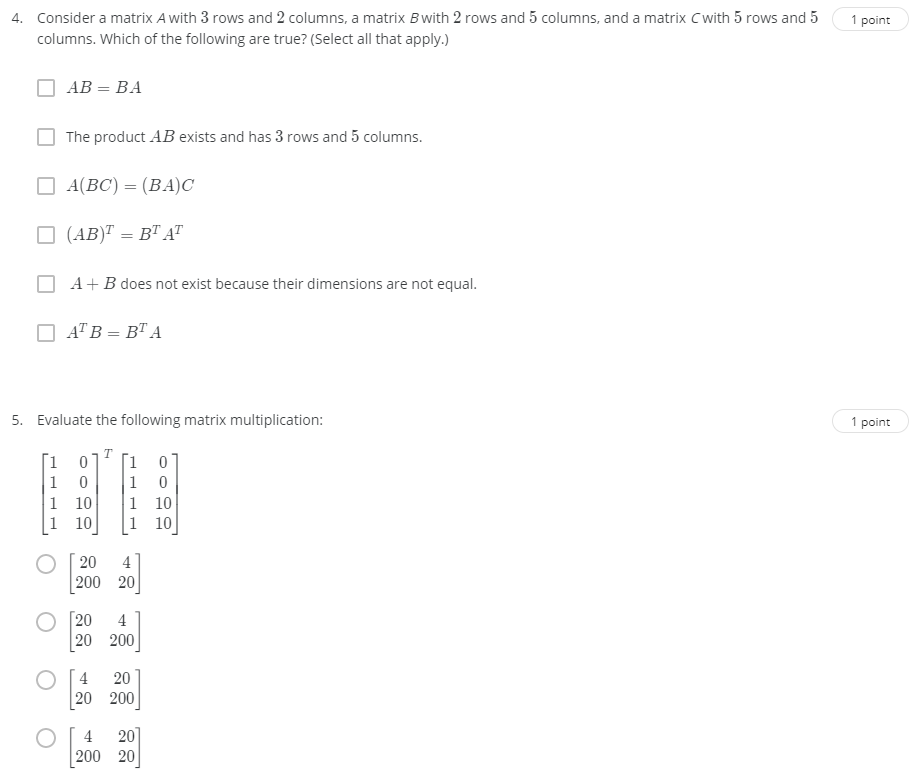 4. Consider a matrix A with 3 rows and 2 columns, a matrix B with 2 rows and 5 columns, and a matrix C with 5 rows and 5 1 point
columns. Which of the following are true? (Select all that apply.)
AB = BA
The product AB exists and has 3 rows and 5 columns.
A(BC) = (BA)C
(AB)^T = B^T A^T
A + B does not exist because their dimensions are not equal.
A^T B = B^T A
5. Evaluate the following matrix multiplication: 1 point
[1 0]^T [1 0]
[1 0] [1 0]
[1 10] [1 10]
[1 10] [1 10]
[20 4]
[200 20]
[20 4]
[20 200]
[4 20]
[20 200]
[4 20]
[200 20]